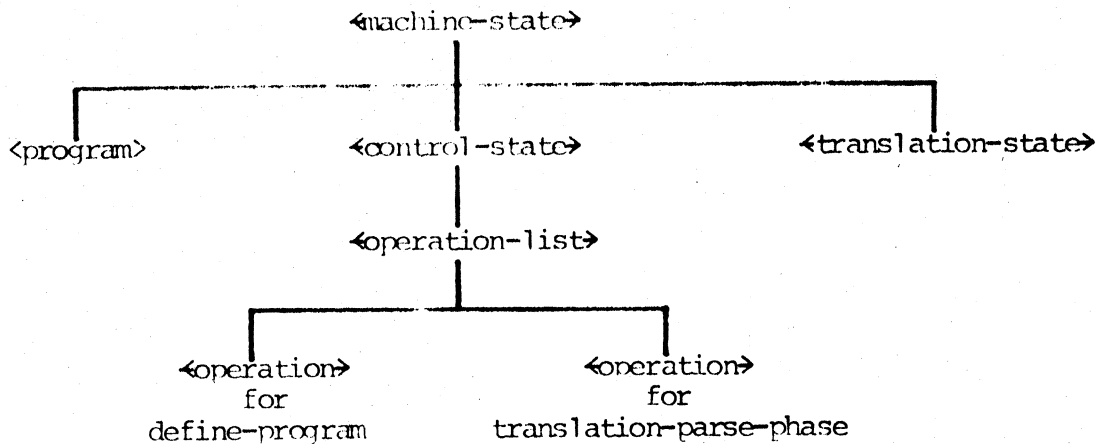 <machine-state>
<program> <control-state> <translation-state>
<operation-list>
<operation> <operation>
for for
define-program translation-parse-phase